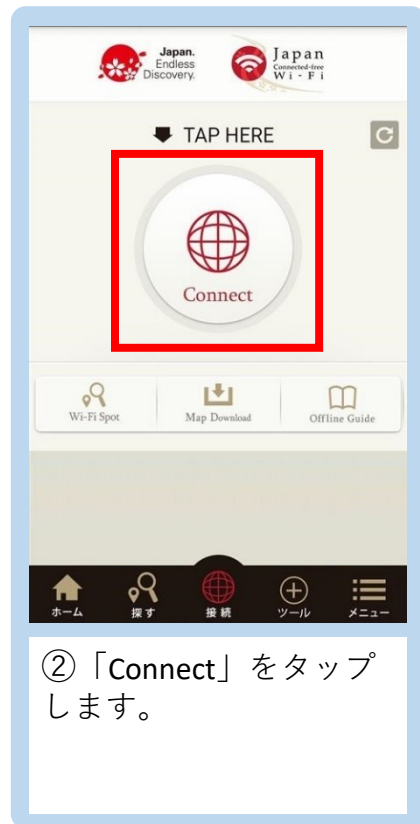 Japan.
Endless
Discovery.
Japan
Connected-free
Wi-Fi
TAP HERE
Connect
Wi-Fi Spot
Map Download
Offline Guide
ホーム
探す
接続
ツール
メニュー
②「Connect」をタップ
します。